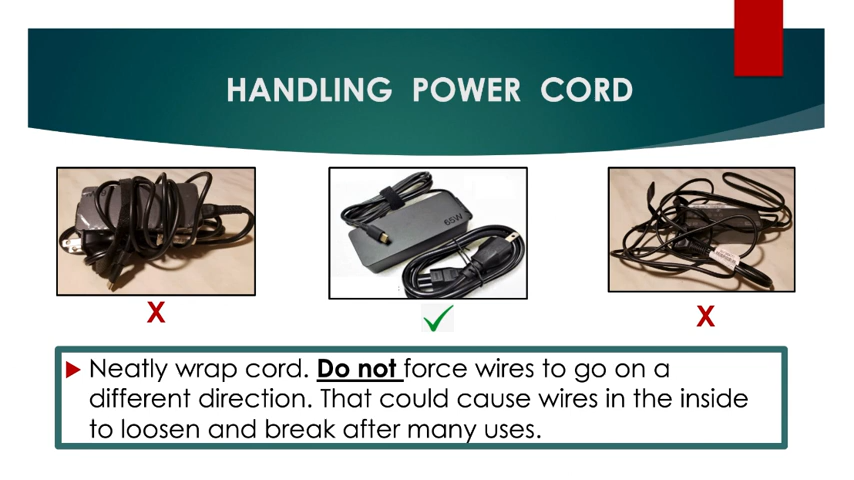 HANDLING POWER CORD
65W
X
✓
X
Neatly wrap cord. Do not force wires to go on a
different direction. That could cause wires in the inside
to loosen and break after many uses.